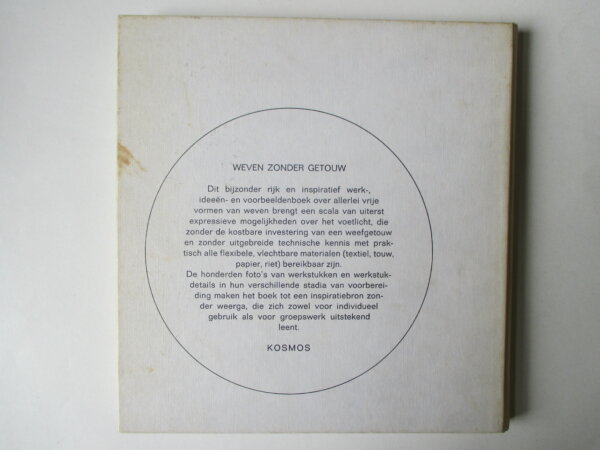 WEVEN ZONDER GETOUW
Dit bijzonder rijk en inspiratief werk-,
ideeën- en voorbeeldenboek over allerlei vrije
vormen van weven brengt een scala van uiterst
expressieve mogelijkheden over het voetlicht, die
zonder de kostbare investering van een weefgetouw
en zonder uitgebreide technische kennis met prak-
tisch alle flexibele, vlechtbare materialen (textiel, touw,
papier, riet) bereikbaar zijn.
De honderden foto's van werkstukken en werkstuk-
details in hun verschillende stadia van voorberei-
ding maken het boek tot een inspiratiebron zon-
der weerga, die zich zowel voor individueel
gebruik als voor groepswerk uitstekend
leent.
KOSMOS